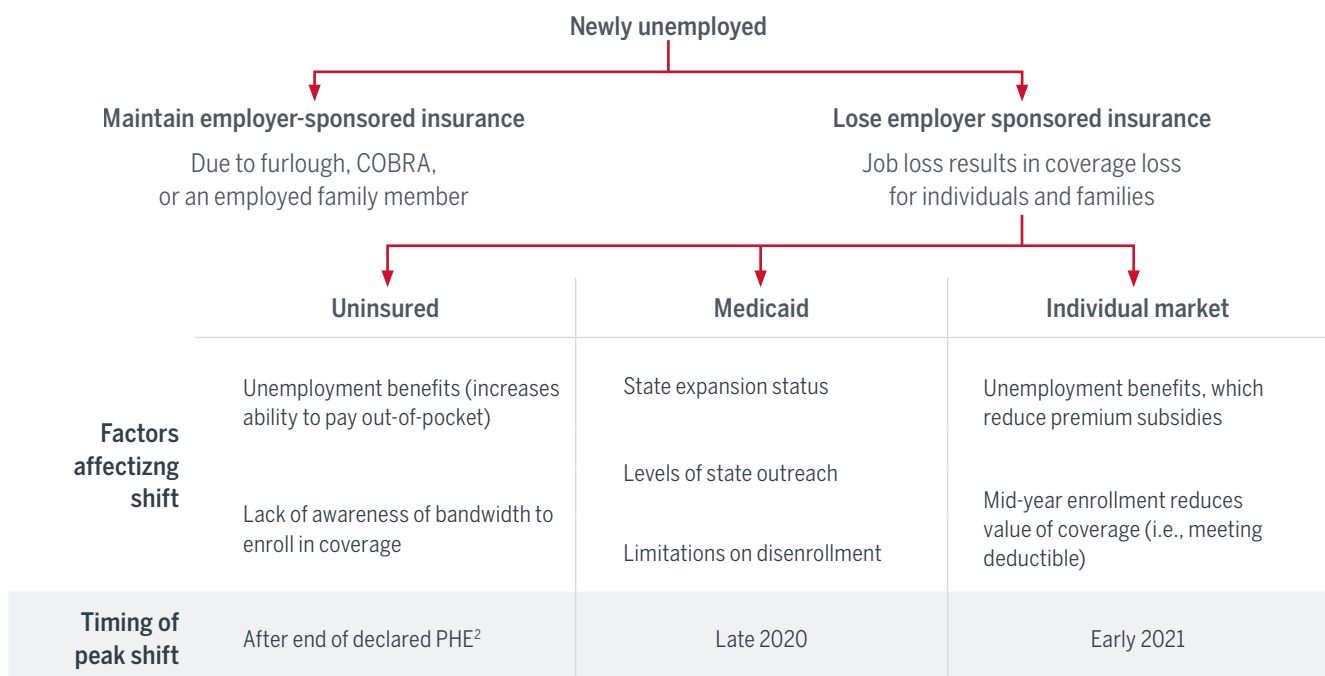 Newly unemployed
Maintain employer-sponsored insurance
Due to furlough, COBRA,
or an employed family member
Lose employer sponsored insurance
Job loss results in coverage loss
for individuals and families
Uninsured
Medicaid
Individual market
Factors
affectizng
shift
Unemployment benefits (increases
ability to pay out-of-pocket)
Lack of awareness of bandwidth to
enroll in coverage
State expansion status
Levels of state outreach
Limitations on disenrollment
Unemployment benefits, which
reduce premium subsidies
Mid-year enrollment reduces
value of coverage (i.e., meeting
deductible)
Timing of
peak shift
After end of declared PHE²
Late 2020
Early 2021